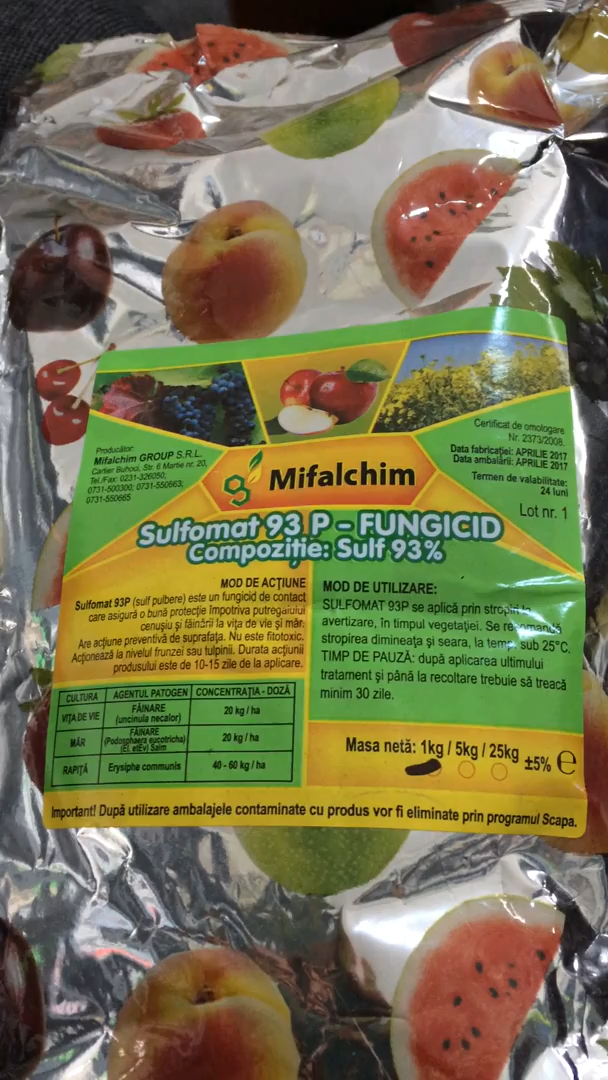 Producător:
Mifalchim GROUP S.R.L.
Cartier Buhoci, Str. 6 Martie nr. 20,
Tel./Fax: 0231-326050;
0731-500300; 0731-550663;
0731-550665
Certificat de omologare
Nr. 2373/2008.
Data fabricației: APRILIE 2017
Data ambalării: APRILIE 2017
Termen de valabilitate:
24 luni
Lot nr. 1
Mifalchim
Sulfomat 93 P - FUNGICID
Compoziție: Sulf 93%
MOD DE ACȚIUNE
Sulfomat 93P (sulf pulbere) este un fungicid de contact
care asigură o bună protecție împotriva putregaiului
cenușiu și făinării la vița de vie și măr.
Are acțiune preventivă de suprafața. Nu este fitotoxic.
Acționează la nivelul frunzei sau tulpinii. Durata acțiunii
produsului este de 10-15 zile de la aplicare.
MOD DE UTILIZARE:
SULFOMAT 93P se aplică prin stropiri la
avertizare, în timpul vegetației. Se recomandă
stropirea dimineața și seara, la temp. sub 25°C.
TIMP DE PAUZĂ: după aplicarea ultimului
tratament și până la recoltare trebuie să treacă
minim 30 zile.
CULTURA AGENTUL PATOGEN CONCENTRAȚIA - DOZĂ
VIȚA DE VIE FĂINARE (uncinula necalor) 20 kg / ha
MĂR FĂINARE (Podosphaera eucotricha) (El. etEv) Salm 20 kg / ha
RAPIȚĂ Erysiphe communis 40 - 60 kg / ha
Masa netă: 1kg / 5kg / 25kg ±5% e
Important! După utilizare ambalajele contaminate cu produs vor fi eliminate prin programul Scapa.